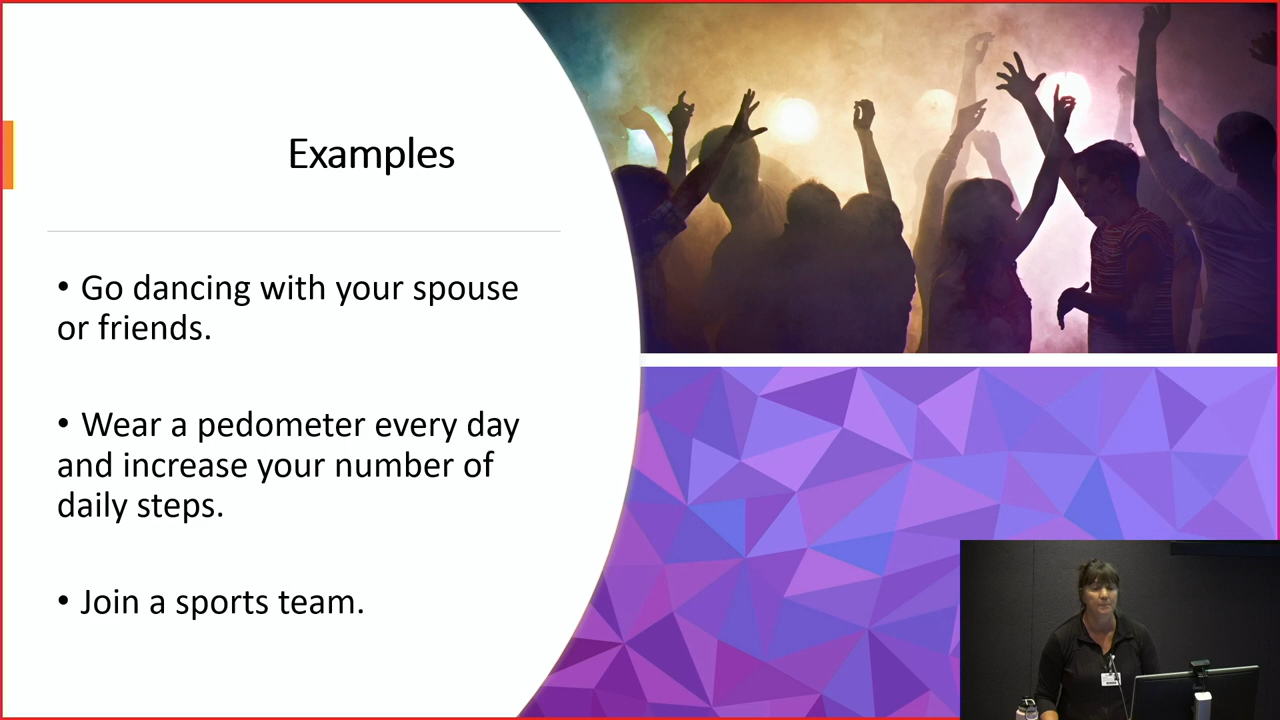 Examples
• Go dancing with your spouse
or friends.
• Wear a pedometer every day
and increase your number of
daily steps.
• Join a sports team.